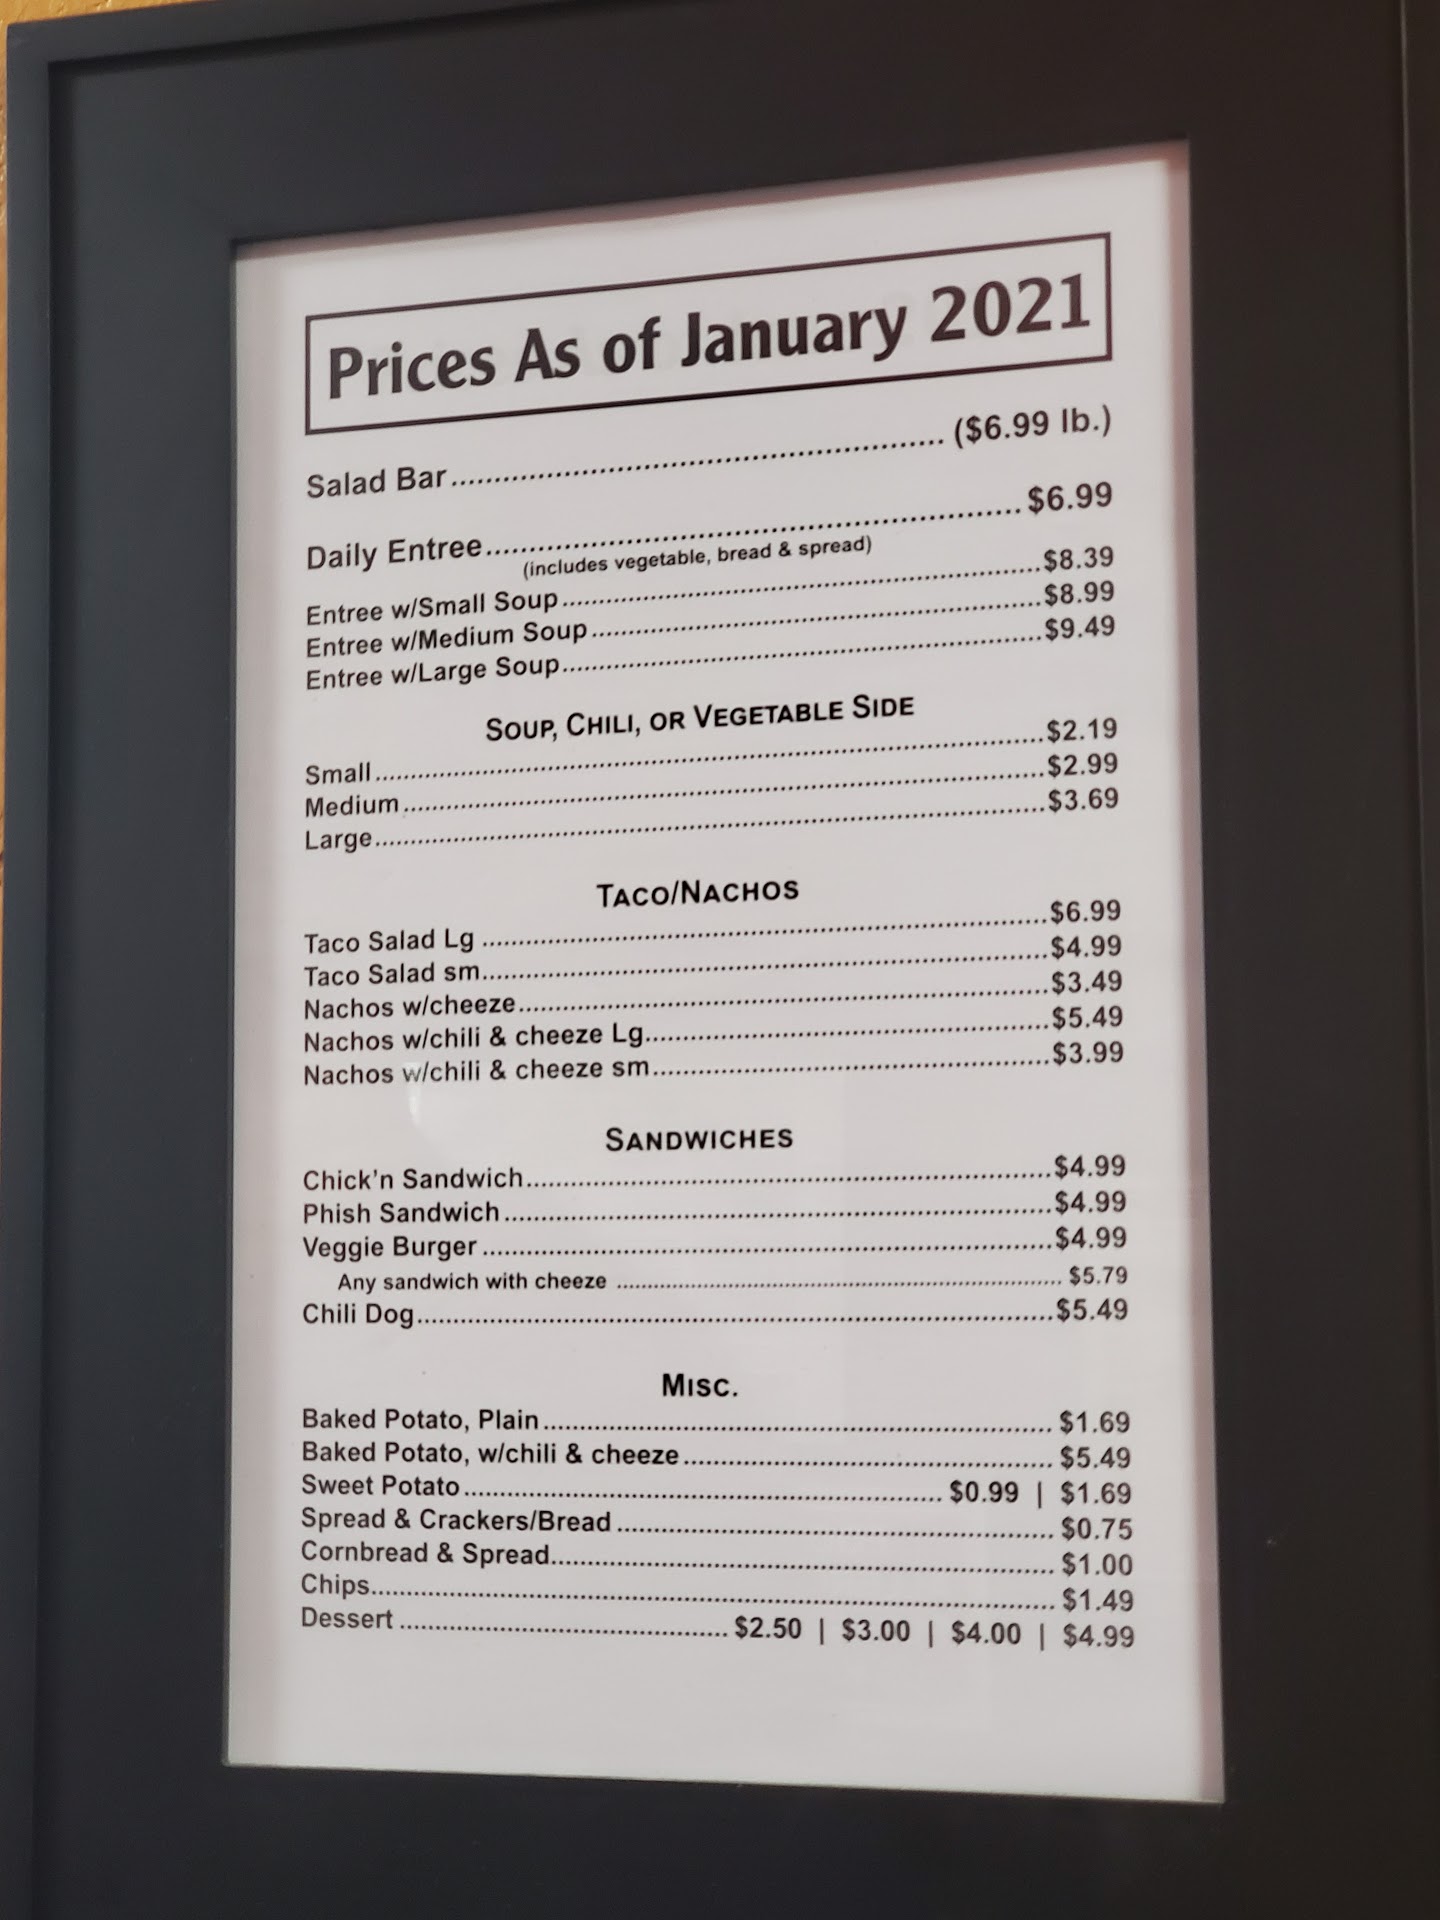 Prices As of January 2021
Salad Bar ($6.99 lb.)
Daily Entree $6.99
(includes vegetable, bread & spread)
Entree w/Small Soup $8.39
Entree w/Medium Soup $8.99
Entree w/Large Soup $9.49
SOUP, CHILI, OR VEGETABLE SIDE
Small $2.19
Medium $2.99
Large $3.69
TACO/NACHOS
Taco Salad Lg $6.99
Taco Salad sm $4.99
Nachos w/cheeze $3.49
Nachos w/chili & cheeze Lg $5.49
Nachos w/chili & cheeze sm $3.99
SANDWICHES
Chick'n Sandwich $4.99
Phish Sandwich $4.99
Veggie Burger $4.99
Any sandwich with cheeze $5.79
Chili Dog $5.49
MISC.
Baked Potato, Plain $1.69
Baked Potato, w/chili & cheeze $5.49
Sweet Potato $0.99 | $1.69
Spread & Crackers/Bread $0.75
Cornbread & Spread $1.00
Chips $1.49
Dessert $2.50 | $3.00 | $4.00 | $4.99